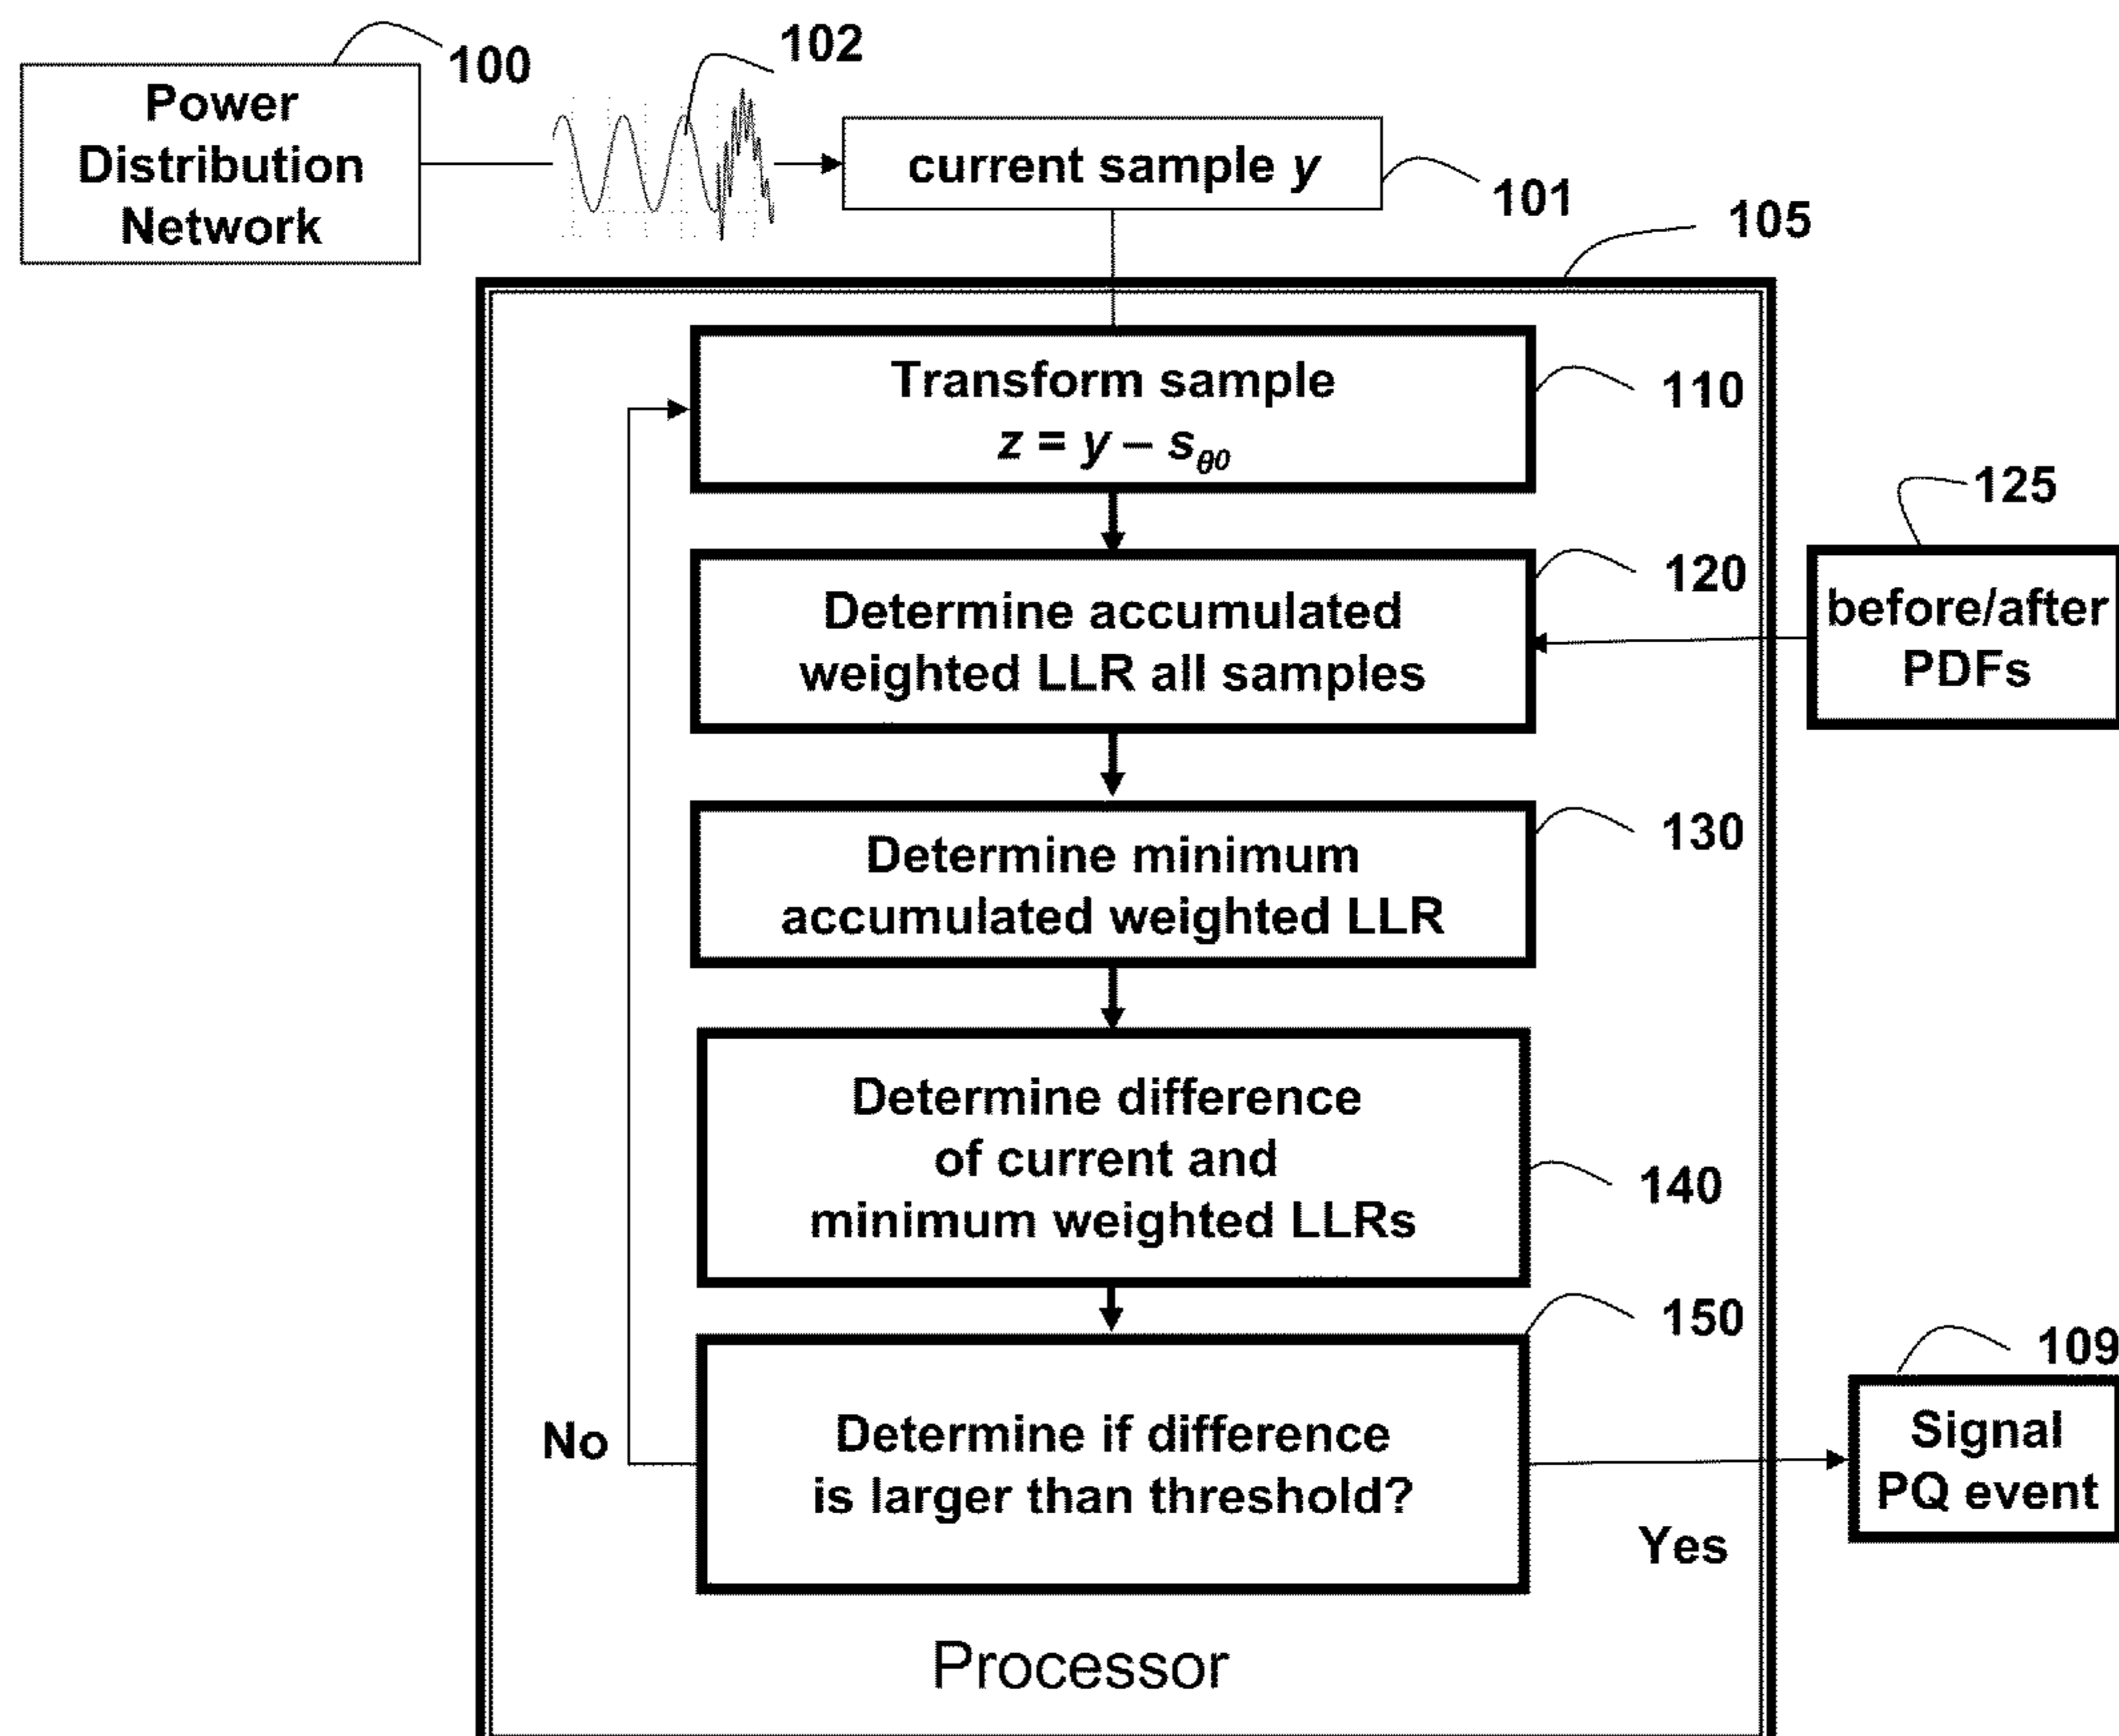 100
102
Power
Distribution
Network
current sample y
101
105
Transform sample
z = y – sθ0
110
125
120
before/after
PDFs
Determine accumulated
weighted LLR all samples
130
Determine minimum
accumulated weighted LLR
Determine difference
of current and
minimum weighted LLRs
140
150
109
No
Determine if difference
is larger than threshold?
Signal
PQ event
Yes
Processor